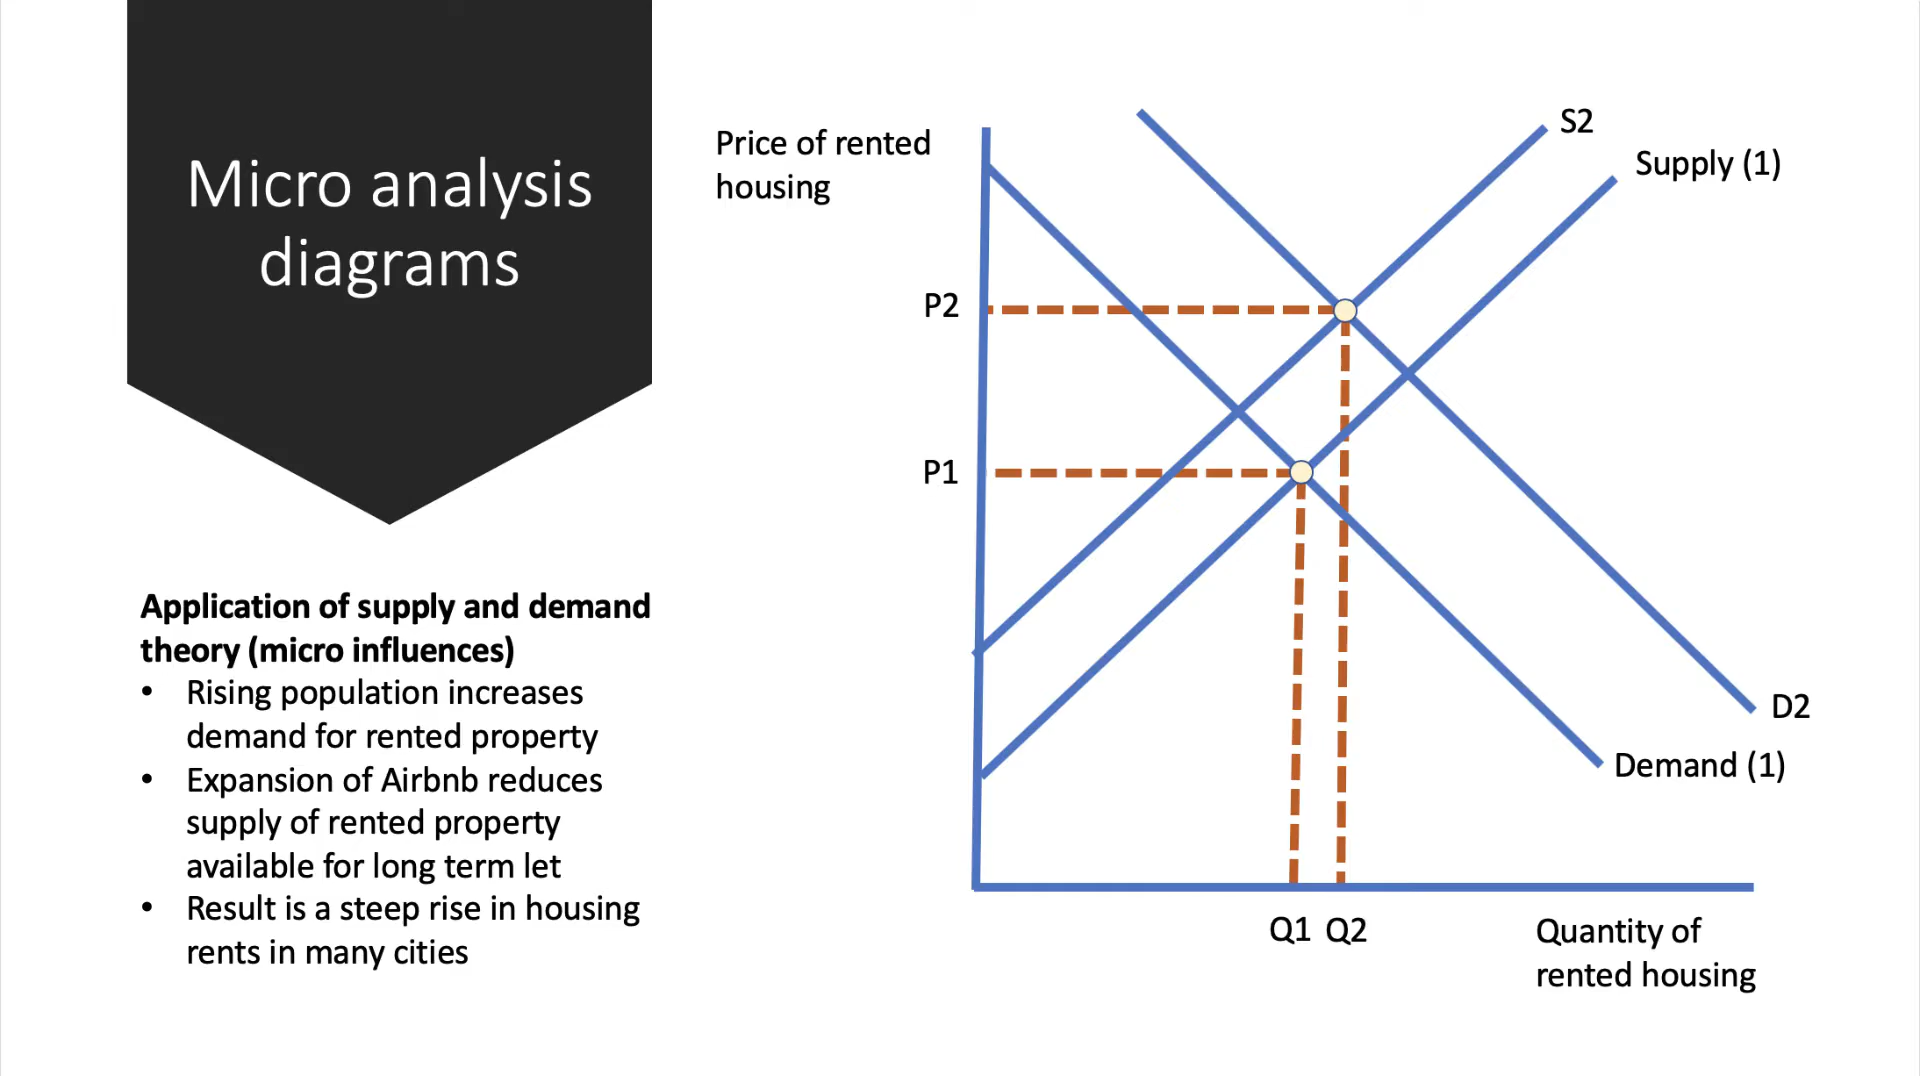 Micro analysis
diagrams
Application of supply and demand
theory (micro influences)
• Rising population increases
demand for rented property
• Expansion of Airbnb reduces
supply of rented property
available for long term let
• Result is a steep rise in housing
rents in many cities
Price of rented
housing
S2
Supply (1)
P2
P1
D2
Demand (1)
Q1 Q2
Quantity of
rented housing